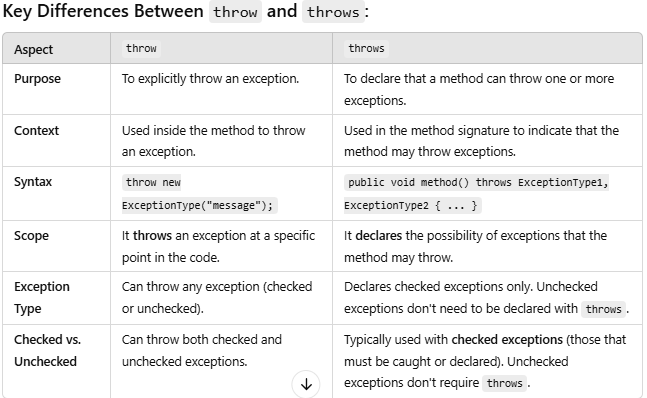 Key Differences Between throw and throws:
Aspect throw throws
Purpose To explicitly throw an exception. To declare that a method can throw one or more
exceptions.
Context Used inside the method to throw Used in the method signature to indicate that the
an exception. method may throw exceptions.
Syntax throw new public void method() throws ExceptionType1,
ExceptionType("message"); ExceptionType2 { ... }
Scope It throws an exception at a specific It declares the possibility of exceptions that the
point in the code. method may throw.
Exception Can throw any exception (checked Declares checked exceptions only. Unchecked
Type or unchecked). exceptions don't need to be declared with throws.
Checked vs. Can throw both checked and Typically used with checked exceptions (those that
Unchecked unchecked exceptions. must be caught or declared). Unchecked
exceptions don't require throws.